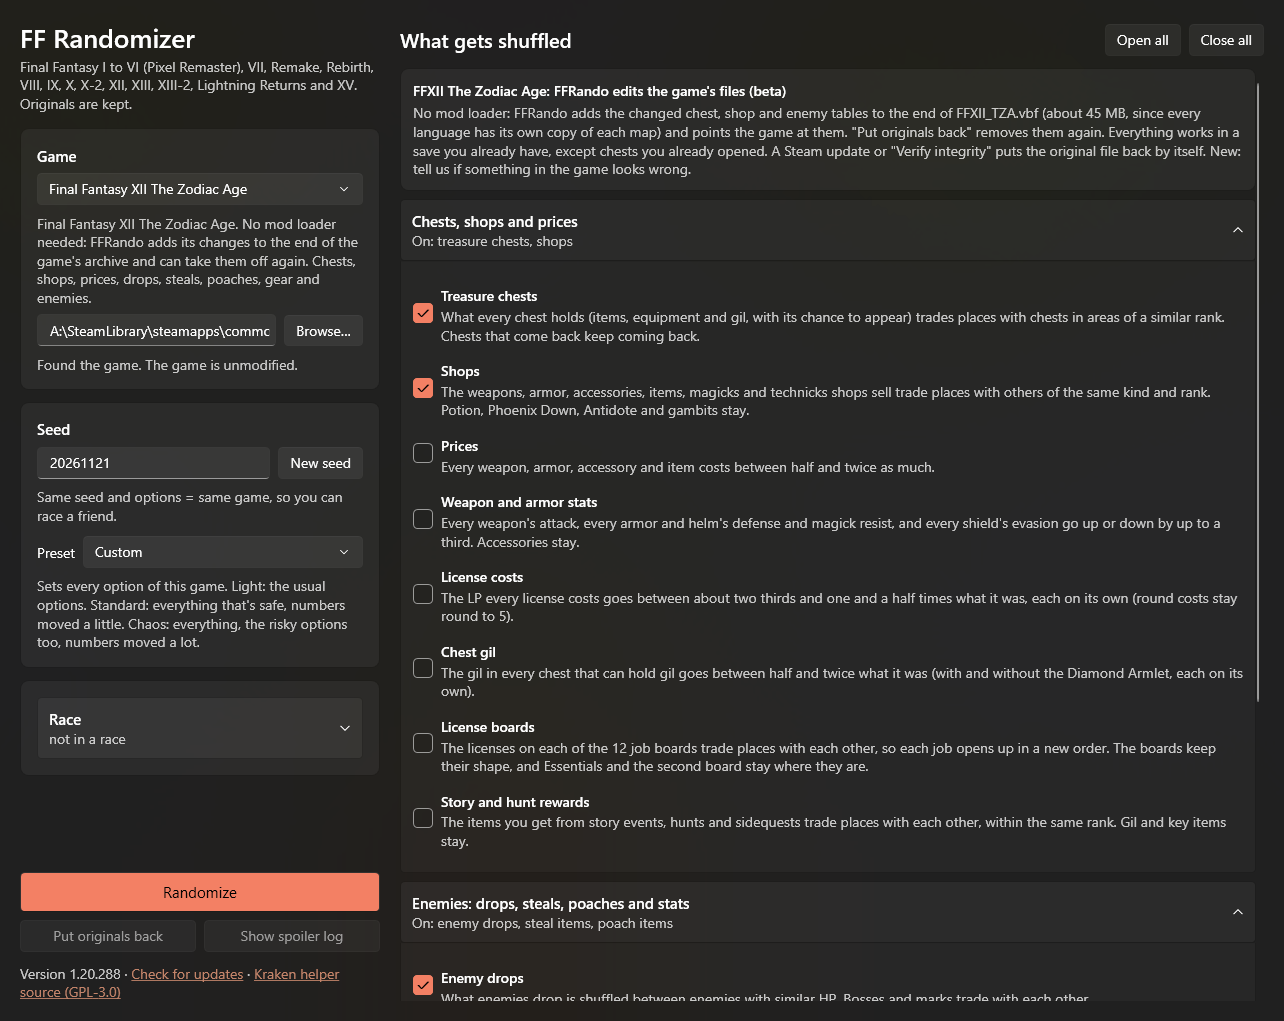 FF Randomizer
Final Fantasy I to VI (Pixel Remaster), VII, Remake, Rebirth,
VIII, IX, X, X-2, XII, XIII, XIII-2, Lightning Returns and XV.
Originals are kept.
Game
Final Fantasy XII The Zodiac Age
Final Fantasy XII The Zodiac Age. No mod loader
needed: FFRando adds its changes to the end of the
game's archive and can take them off again. Chests,
shops, prices, drops, steals, poaches, gear and
enemies.
A:\SteamLibrary\steamapps\commc
Browse...
Found the game. The game is unmodified.
Seed
20261121
New seed
Same seed and options = same game, so you can
race a friend.
Preset
Custom
Sets every option of this game. Light: the usual
options. Standard: everything that's safe, numbers
moved a little. Chaos: everything, the risky options
too, numbers moved a lot.
Race
not in a race
Randomize
Put originals back
Show spoiler log
Version 1.20.288 · Check for updates · Kraken helper
source (GPL-3.0)
What gets shuffled
Open all
Close all
FFXII The Zodiac Age: FFRando edits the game's files (beta)
No mod loader: FFRando adds the changed chest, shop and enemy tables to the end of FFXII_TZA.vbf (about 45 MB, since every
language has its own copy of each map) and points the game at them. "Put originals back" removes them again. Everything works in a
save you already have, except chests you already opened. A Steam update or "Verify integrity" puts the original file back by itself. New:
tell us if something in the game looks wrong.
Chests, shops and prices
On: treasure chests, shops
Treasure chests
What every chest holds (items, equipment and gil, with its chance to appear) trades places with chests in areas of a similar rank.
Chests that come back keep coming back.
Shops
The weapons, armor, accessories, items, magicks and technicks shops sell trade places with others of the same kind and rank.
Potion, Phoenix Down, Antidote and gambits stay.
Prices
Every weapon, armor, accessory and item costs between half and twice as much.
Weapon and armor stats
Every weapon's attack, every armor and helm's defense and magick resist, and every shield's evasion go up or down by up to a
third. Accessories stay.
License costs
The LP every license costs goes between about two thirds and one and a half times what it was, each on its own (round costs stay
round to 5).
Chest gil
The gil in every chest that can hold gil goes between half and twice what it was (with and without the Diamond Armlet, each on its
own).
License boards
The licenses on each of the 12 job boards trade places with each other, so each job opens up in a new order. The boards keep
their shape, and Essentials and the second board stay where they are.
Story and hunt rewards
The items you get from story events, hunts and sidequests trade places with each other, within the same rank. Gil and key items
stay.
Enemies: drops, steals, poaches and stats
On: enemy drops, steal items, poach items
Enemy drops
What enemies drop is shuffled between enemies with similar HP. Bosses and marks trade with each other